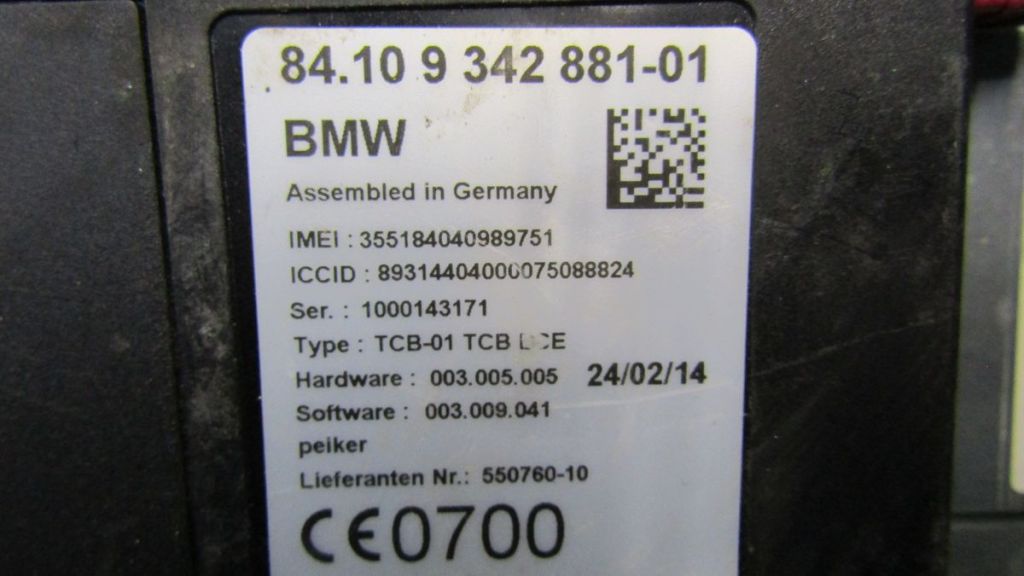 84.10 9 342 881-01
BMW
Assembled in Germany
IMEI : 355184040989751
ICCID : 89314404000075088824
Ser. : 1000143171
Type : TCB-01 TCB
Hardware : 003.005.005 24/02/14
Software : 003.009.041
peiker
Lieferanten Nr.: 550760-10
CE0700